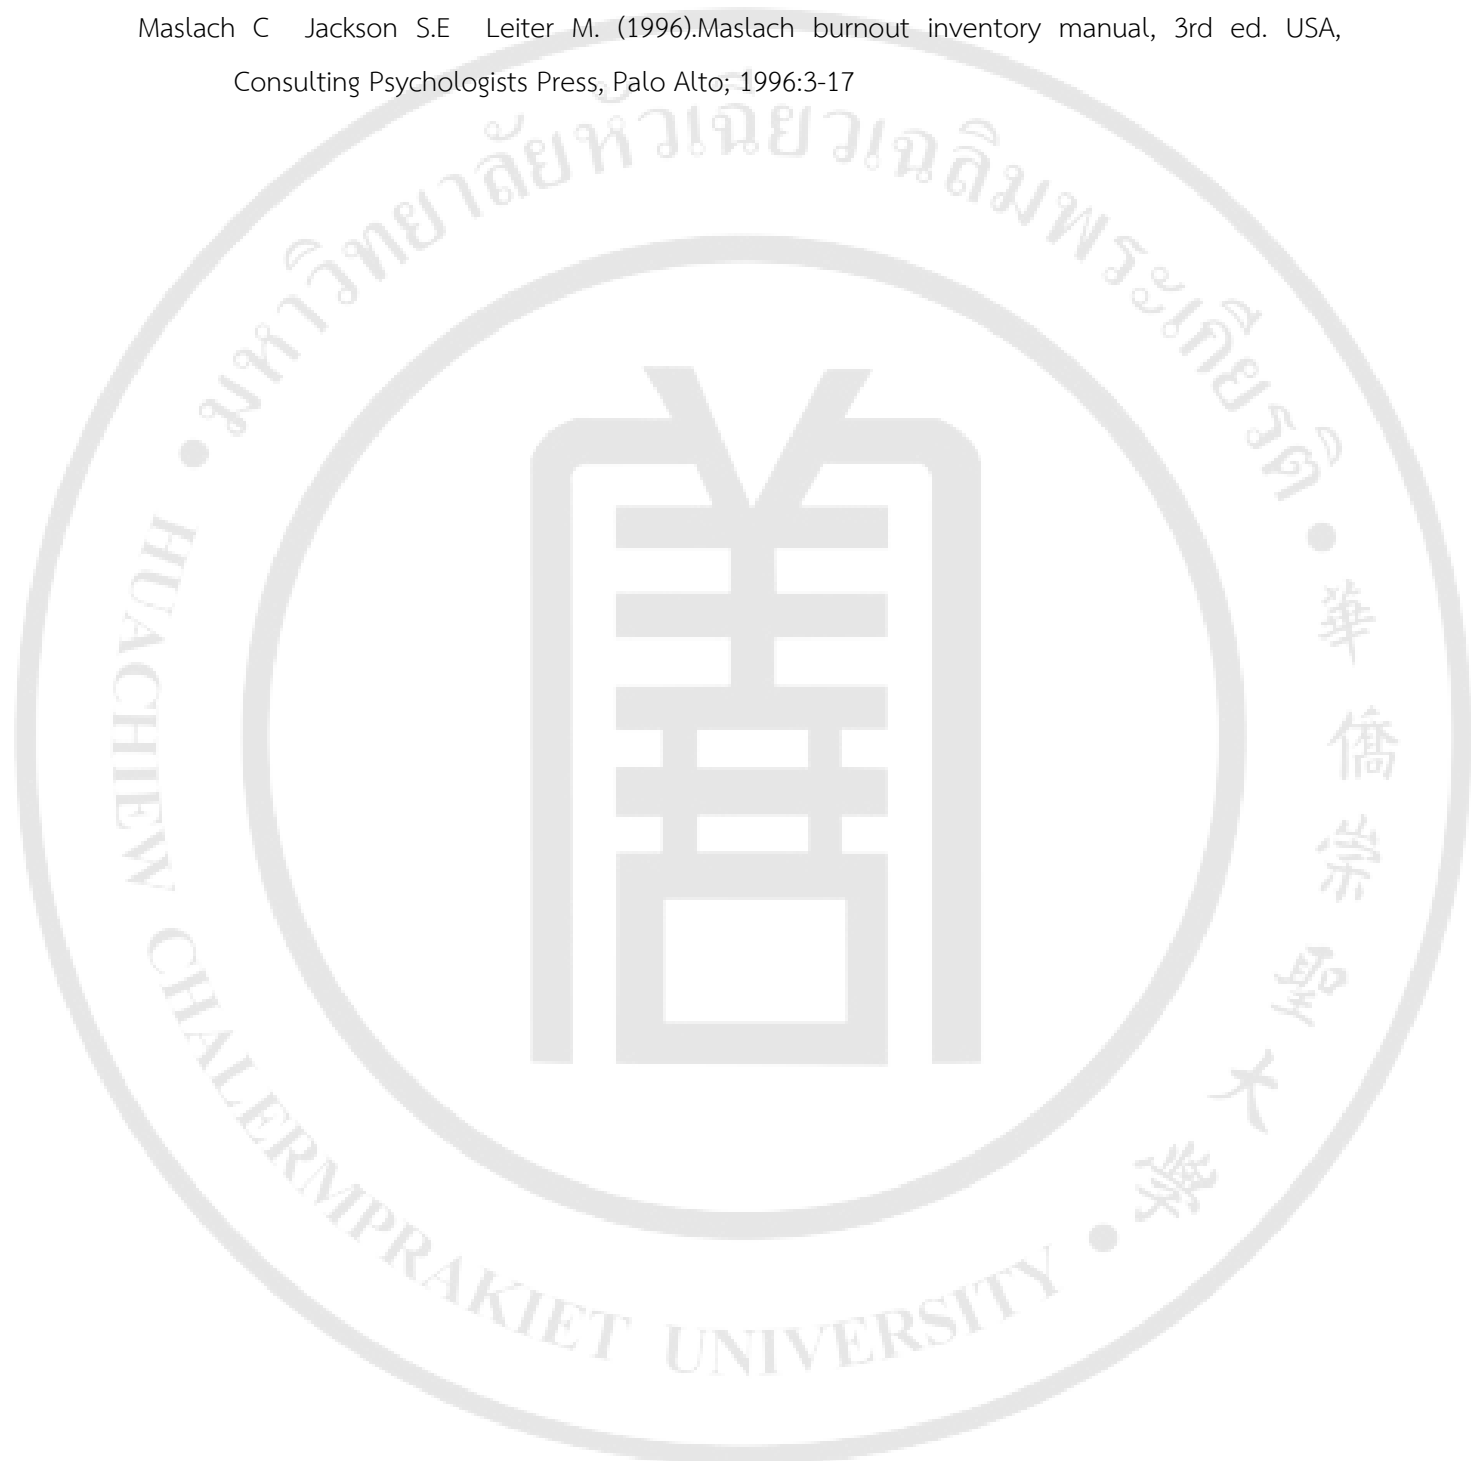 Maslach C Jackson S.E Leiter M. (1996).Maslach burnout inventory manual, 3rd ed. USA,
Consulting Psychologists Press, Palo Alto; 1996:3-17
มหาวิทยาลัยหัวเฉียวเฉลิมพระเกียรติ
華僑崇聖大學
HUACHIEW CHALERMPRAKIET UNIVERSITY